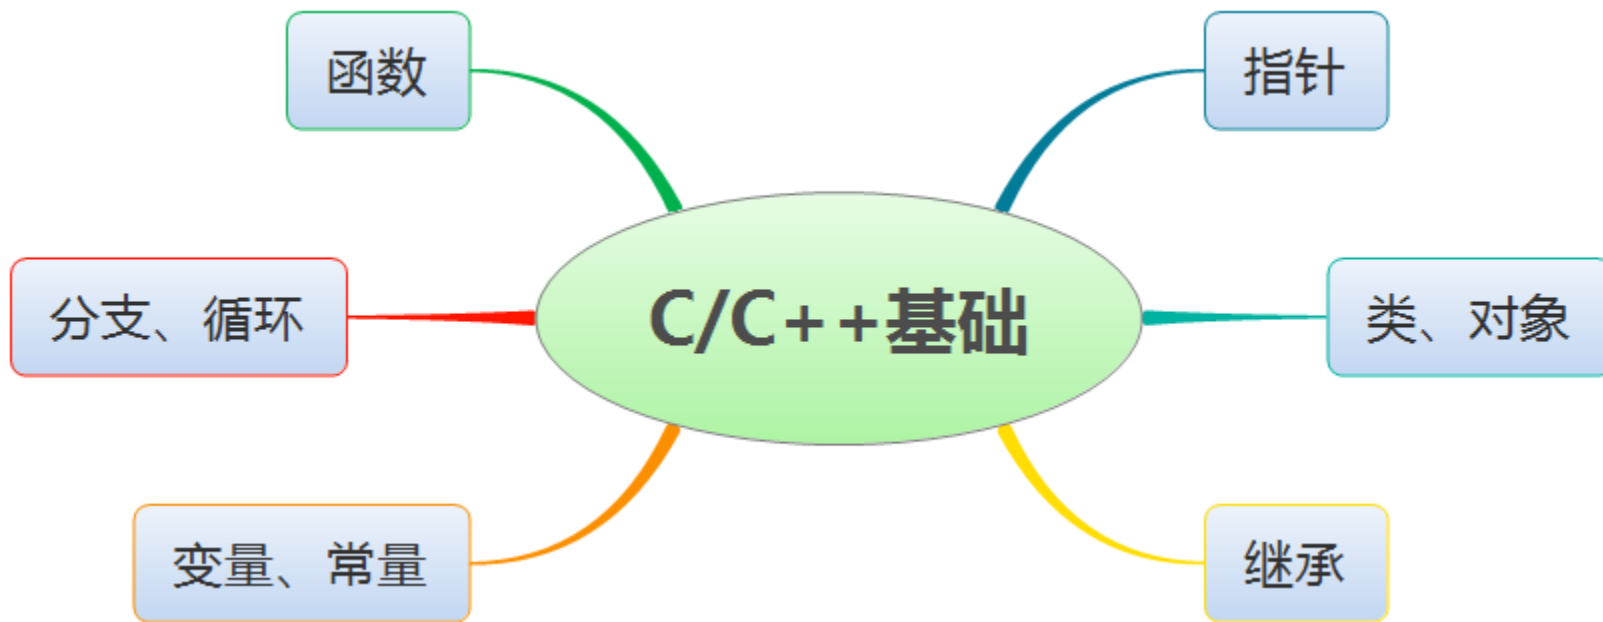 函数
指针
分支、循环
C/C++基础
类、对象
变量、常量
继承